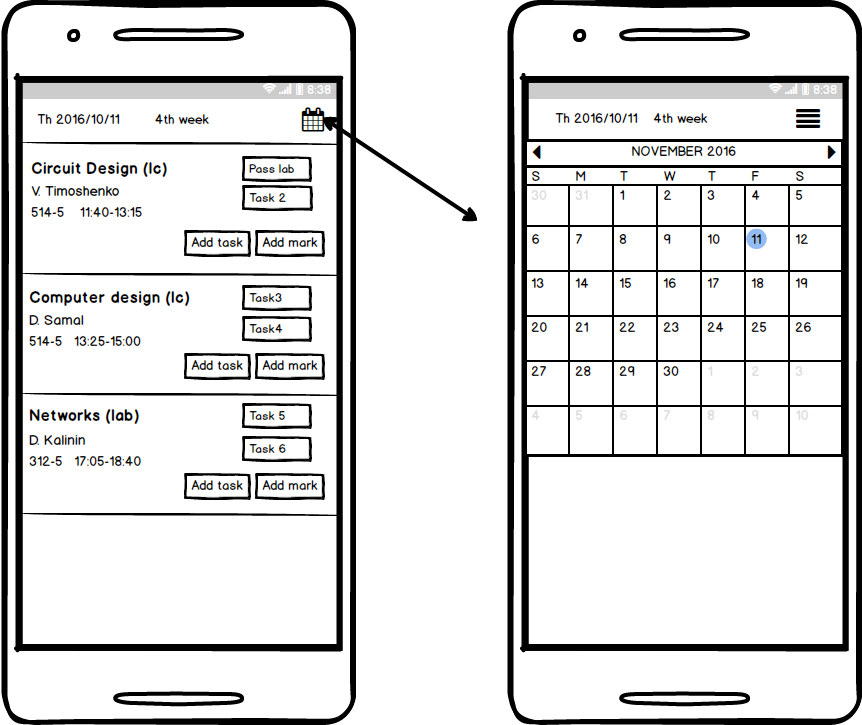 8:38
Th 2016/10/11 4th week
Circuit Design (lc)
Pass lab
V. Timoshenko
Task 2
514-5 11:40-13:15
Add task Add mark
Computer design (lc)
Task3
D. Samal
Task4
514-5 13:25-15:00
Add task Add mark
Networks (lab)
Task 5
D. Kalinin
Task 6
312-5 17:05-18:40
Add task Add mark
8:38
Th 2016/10/11 4th week
NOVEMBER 2016
S M T W T F S
30 31 1 2 3 4 5
6 7 8 9 10 11 12
13 14 15 16 17 18 19
20 21 22 23 24 25 26
27 28 29 30 1 2 3
4 5 6 7 8 9 10